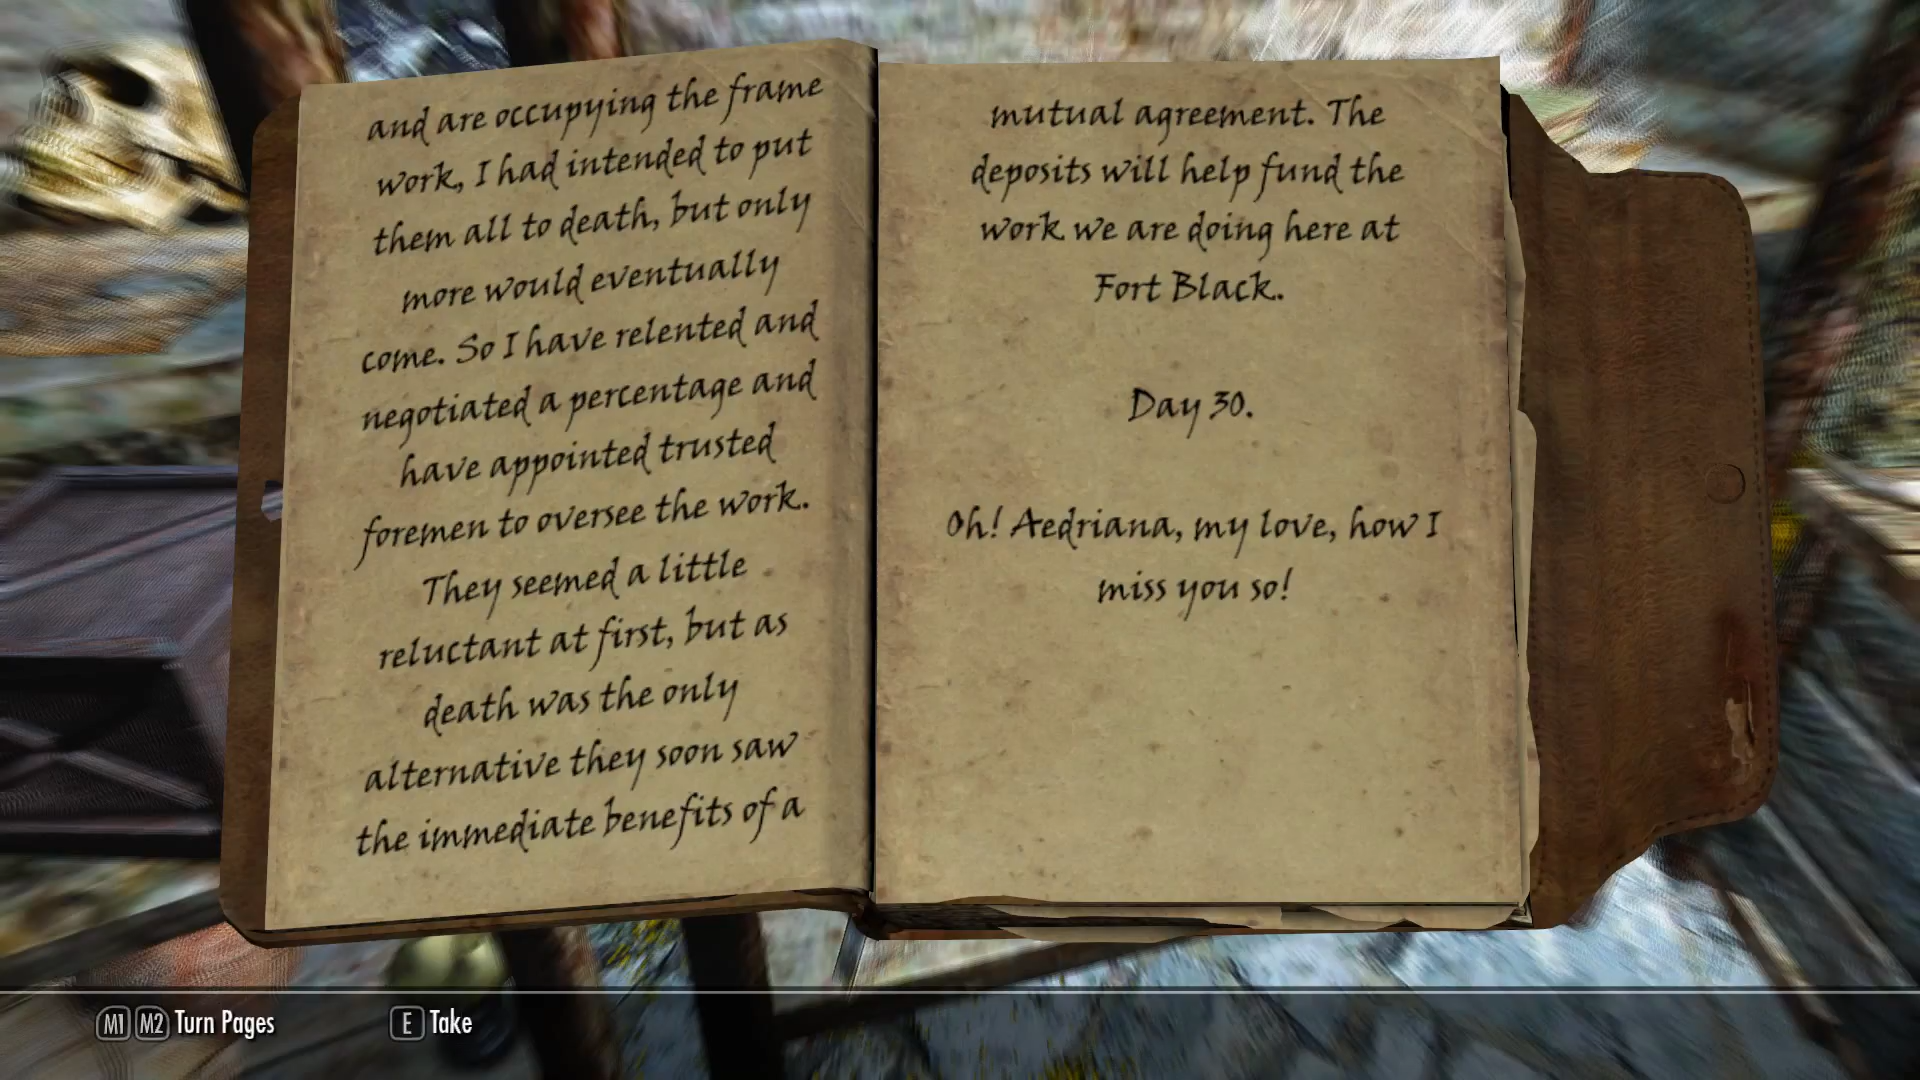 and are occupying the frame
work, I had intended to put
them all to death, but only
more would eventually
come. So I have relented and
negotiated a percentage and
have appointed trusted
foremen to oversee the work.
They seemed a little
reluctant at first, but as
death was the only
alternative they soon saw
the immediate benefits of a
mutual agreement. The
deposits will help fund the
work we are doing here at
Fort Black.
Day 30.
Oh! Aedriana, my love, how I
miss you so!
M1 M2 Turn Pages
E Take